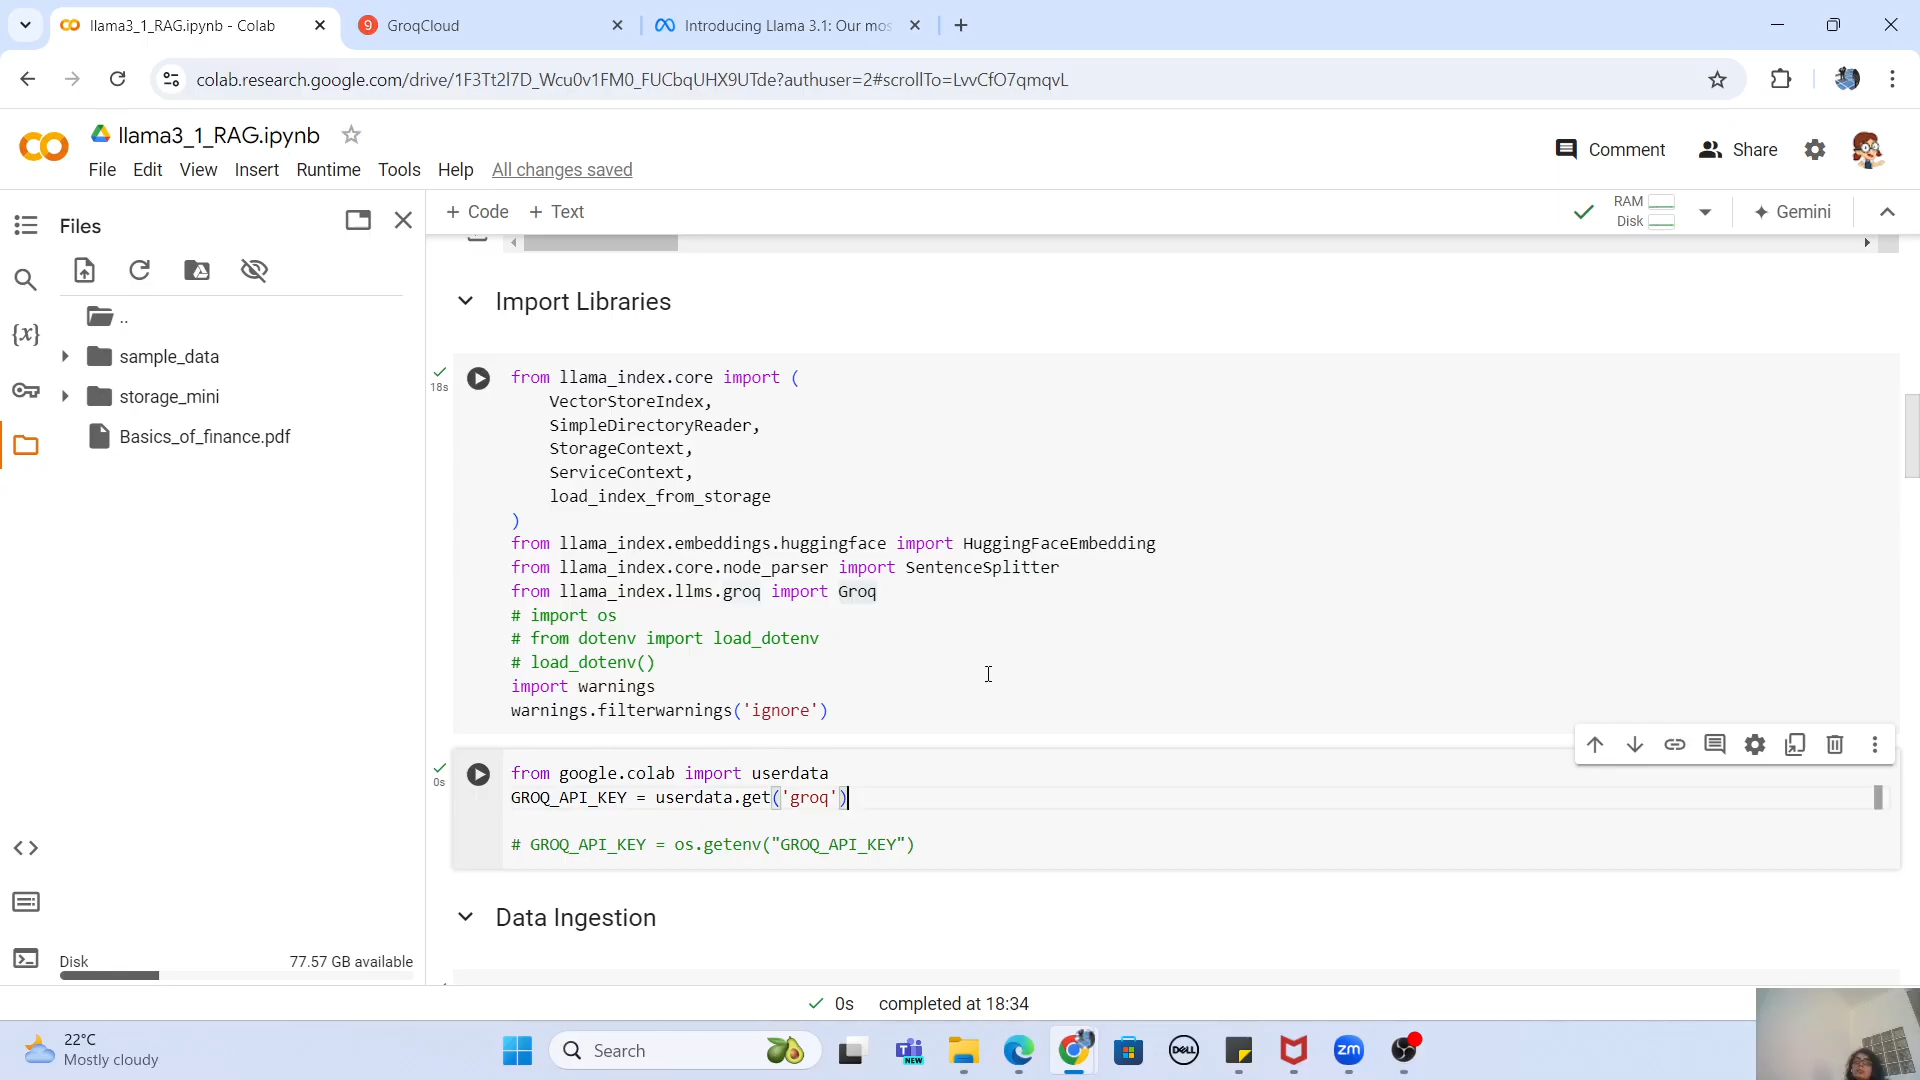 llama3_1_RAG.ipynb - Colab
GroqCloud
Introducing Llama 3.1: Our mos
colab.research.google.com/drive/1F3Tt2l7D_Wcu0v1FM0_FUCbqUHX9UTde?authuser=2#scrollTo=LvvCfO7qmqvL
llama3_1_RAG.ipynb
File Edit View Insert Runtime Tools Help All changes saved
Comment
Share
Files
+ Code + Text
RAM
Disk
Gemini
..
sample_data
storage_mini
Basics_of_finance.pdf
Disk 77.57 GB available
Import Libraries
18s
from llama_index.core import (
VectorStoreIndex,
SimpleDirectoryReader,
StorageContext,
ServiceContext,
load_index_from_storage
)
from llama_index.embeddings.huggingface import HuggingFaceEmbedding
from llama_index.core.node_parser import SentenceSplitter
from llama_index.llms.groq import Groq
# import os
# from dotenv import load_dotenv
# load_dotenv()
import warnings
warnings.filterwarnings('ignore')
0s
from google.colab import userdata
GROQ_API_KEY = userdata.get('groq')
# GROQ_API_KEY = os.getenv("GROQ_API_KEY")
Data Ingestion
0s completed at 18:34
22°C
Mostly cloudy
Search
NEW
DELL
zm